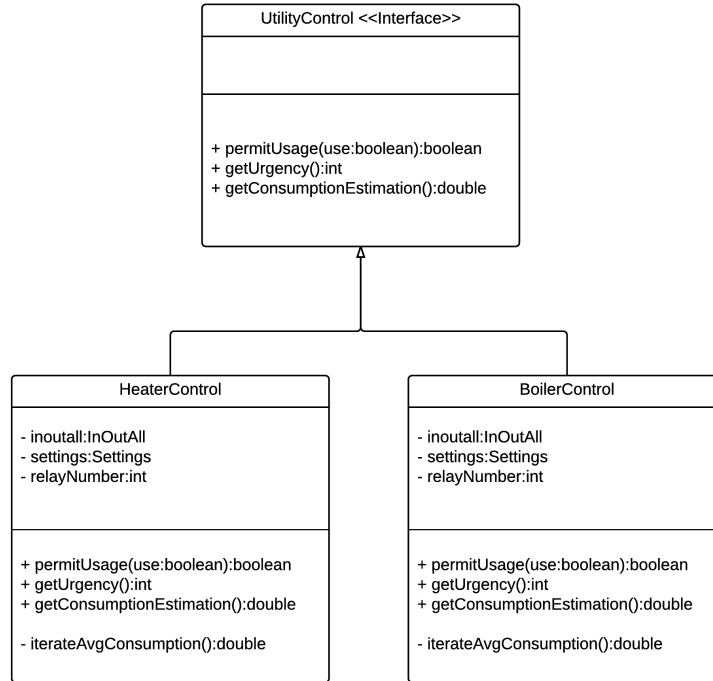 UtilityControl <<Interface>>
+ permitUsage(use:boolean):boolean
+ getUrgency():int
+ getConsumptionEstimation():double
HeaterControl
- inoutall:InOutAll
- settings:Settings
- relayNumber:int
+ permitUsage(use:boolean):boolean
+ getUrgency():int
+ getConsumptionEstimation():double
- iterateAvgConsumption():double
BoilerControl
- inoutall:InOutAll
- settings:Settings
- relayNumber:int
+ permitUsage(use:boolean):boolean
+ getUrgency():int
+ getConsumptionEstimation():double
- iterateAvgConsumption():double